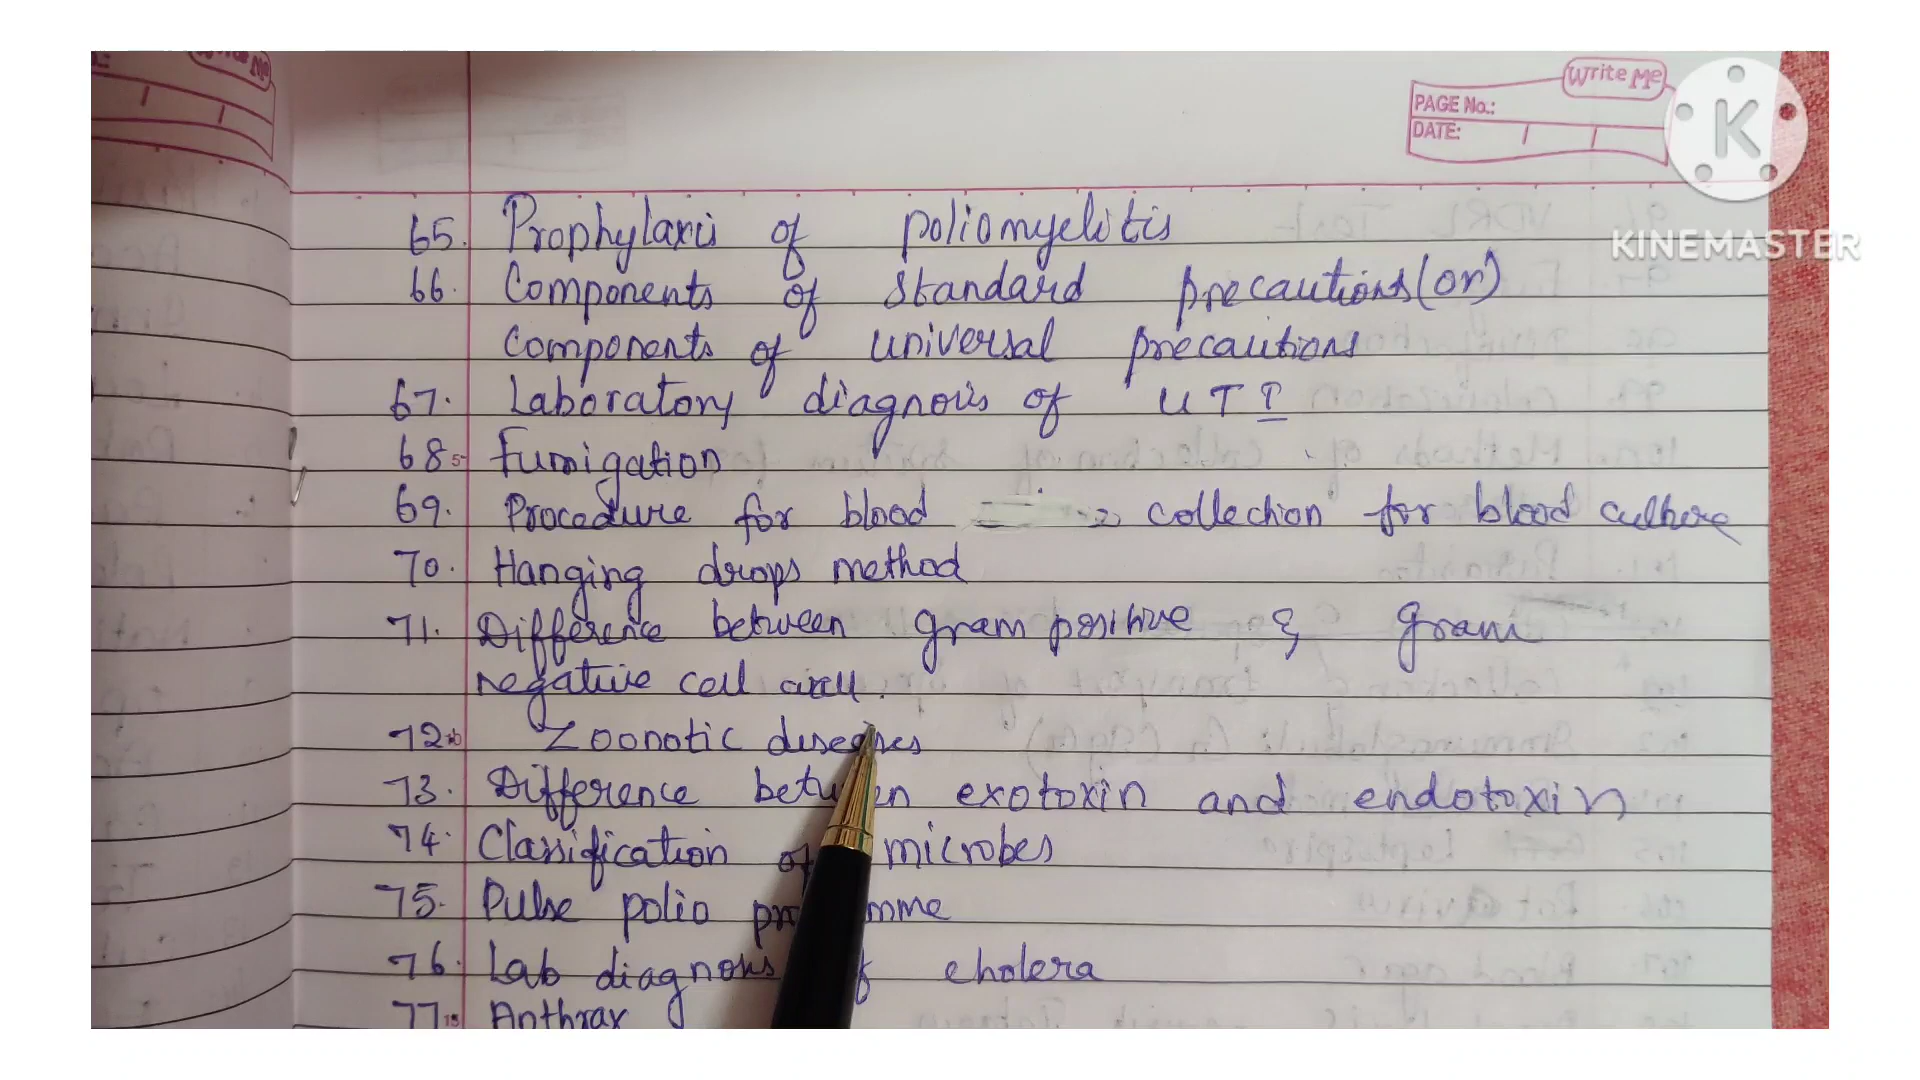 Write Me
PAGE No.:
DATE:
KINEMASTER
65. Prophylaxis of poliomyelitis
66. Components of standard precautions (or)
Components of universal precautions
67. Laboratory diagnosis of UTI
68. Fumigation
69. Procedure for blood collection for blood culture
70. Hanging drops method
71. Difference between gram positive & gram
negative cell wall.
72. Zoonotic diseases
73. Difference between exotoxin and endotoxin
74. Classification of microbes
75. Pulse polio programme
76. Lab diagnosis of cholera
77. Anthrax